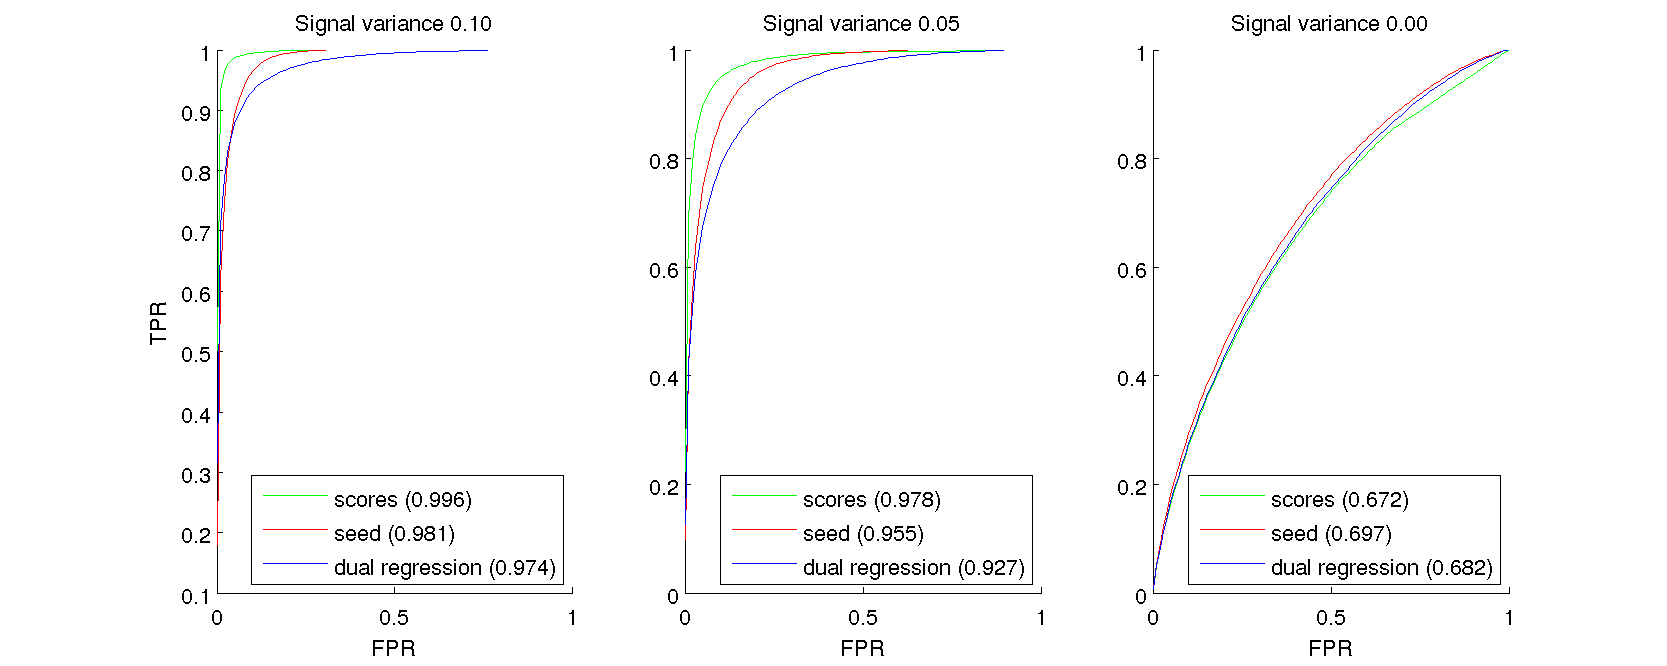 Signal variance 0.10
1
0.9
0.8
0.7
0.6
0.5
0.4
0.3
0.2
0.1
TPR
scores (0.996)
seed (0.981)
dual regression (0.974)
0
0.5
1
FPR
Signal variance 0.05
1
0.8
0.6
0.4
0.2
0
scores (0.978)
seed (0.955)
dual regression (0.927)
0
0.5
1
FPR
Signal variance 0.00
1
0.8
0.6
0.4
0.2
0
scores (0.672)
seed (0.697)
dual regression (0.682)
0
0.5
1
FPR